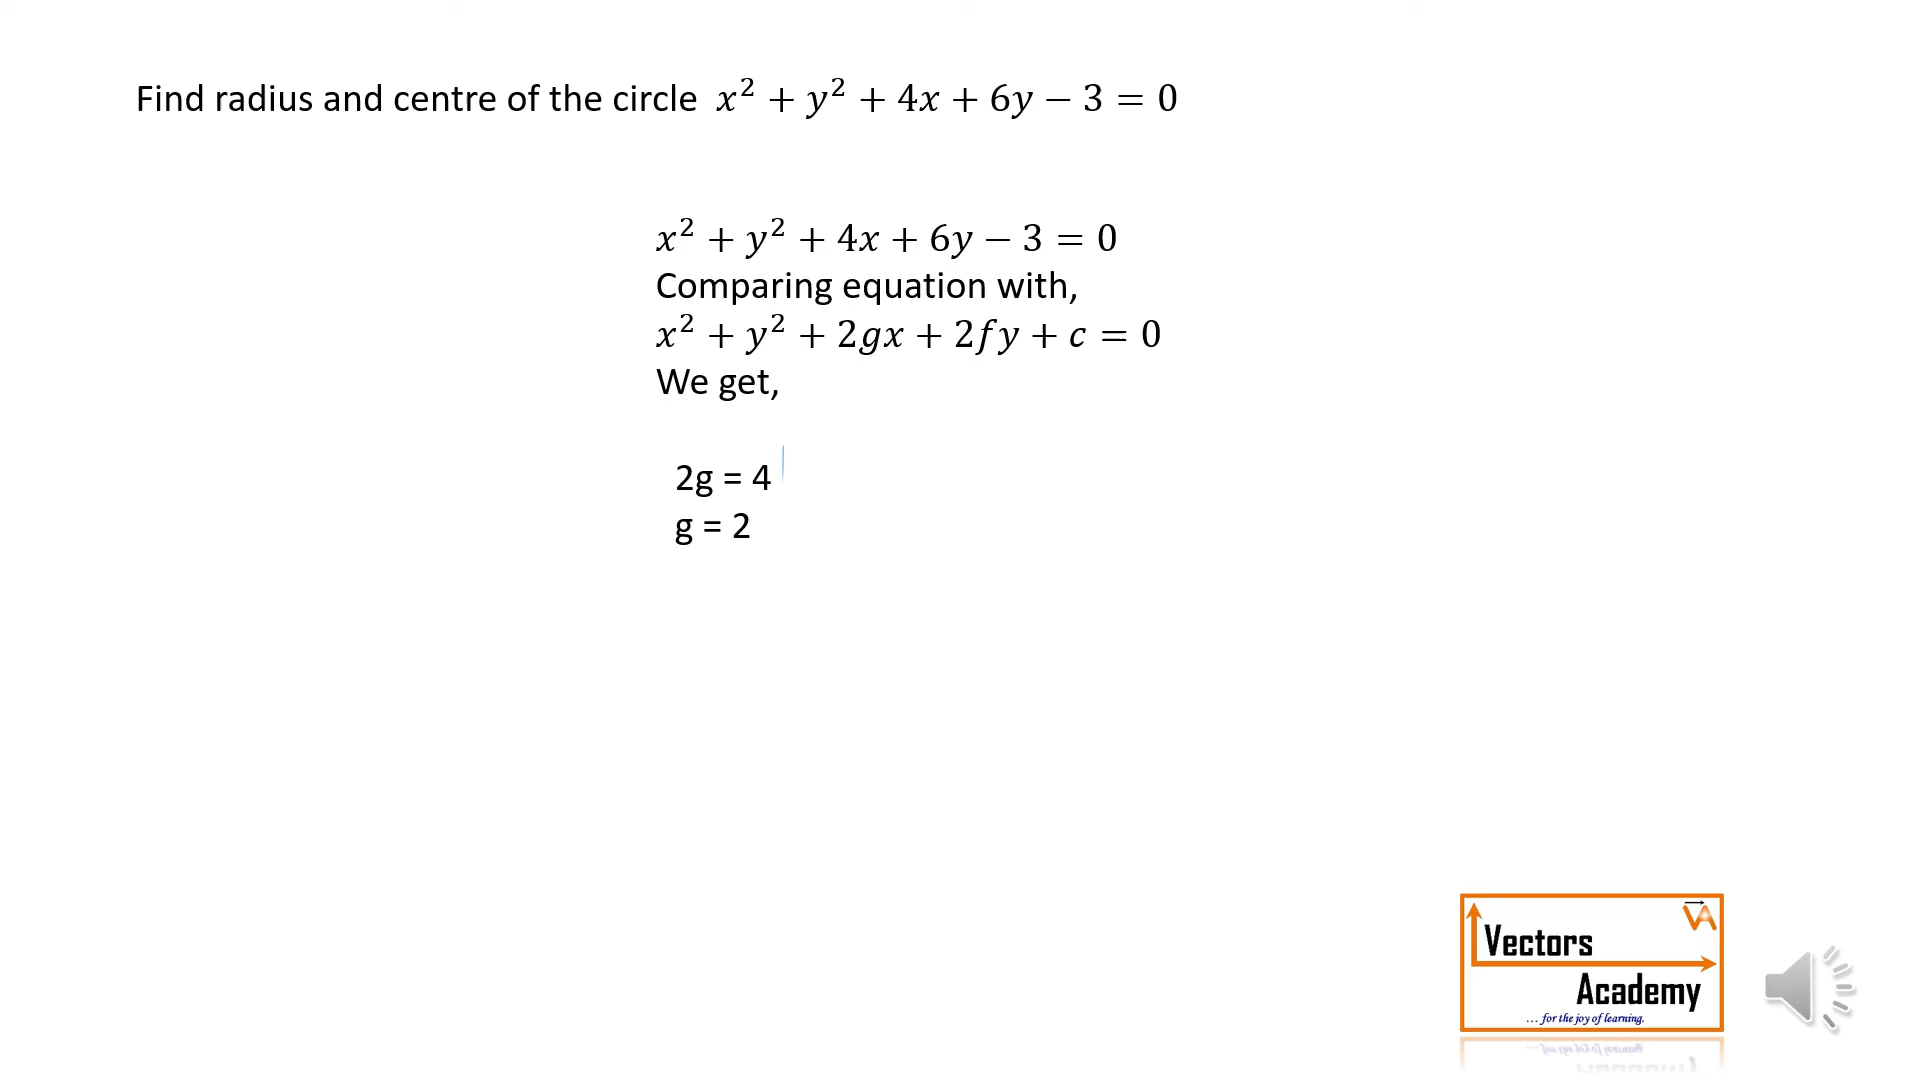 Find radius and centre of the circle x² + y² + 4x + 6y − 3 = 0
x² + y² + 4x + 6y − 3 = 0
Comparing equation with,
x² + y² + 2gx + 2fy + c = 0
We get,
2g = 4
g = 2
VA
Vectors
Academy
... for the joy of learning.